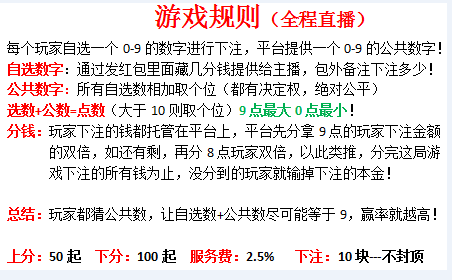 游戏规则（全程直播）
每个玩家自选一个 0-9 的数字进行下注，平台提供一个 0-9 的公共数字！
自选数字：通过发红包里面藏几分钱提供给主播，包外备注下注多少！
公共数字：所有自选数相加取个位（都有决定权，绝对公平）
选数+公数=点数（大于 10 则取个位）9 点最大 0 点最小！
分钱：玩家下注的钱都托管在平台上，平台先分拿 9 点的玩家下注金额
的双倍，如还有剩，再分 8 点玩家双倍，以此类推，分完这局游
戏下注的所有钱为止，没分到的玩家就输掉下注的本金！
总结：玩家都猜公共数，让自选数+公共数尽可能等于 9，赢率就越高！
上分：50 起 下分：100 起 服务费：2.5% 下注：10 块---不封顶